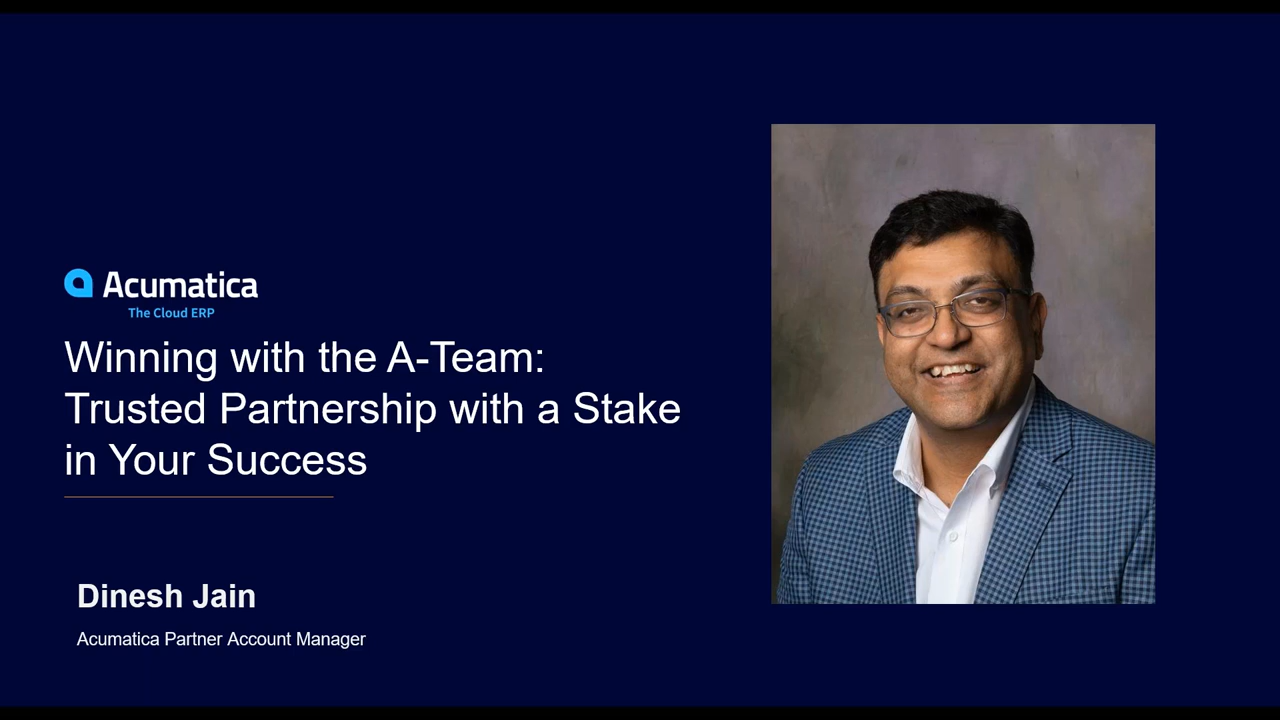 Acumatica
The Cloud ERP
Winning with the A-Team:
Trusted Partnership with a Stake
in Your Success
Dinesh Jain
Acumatica Partner Account Manager